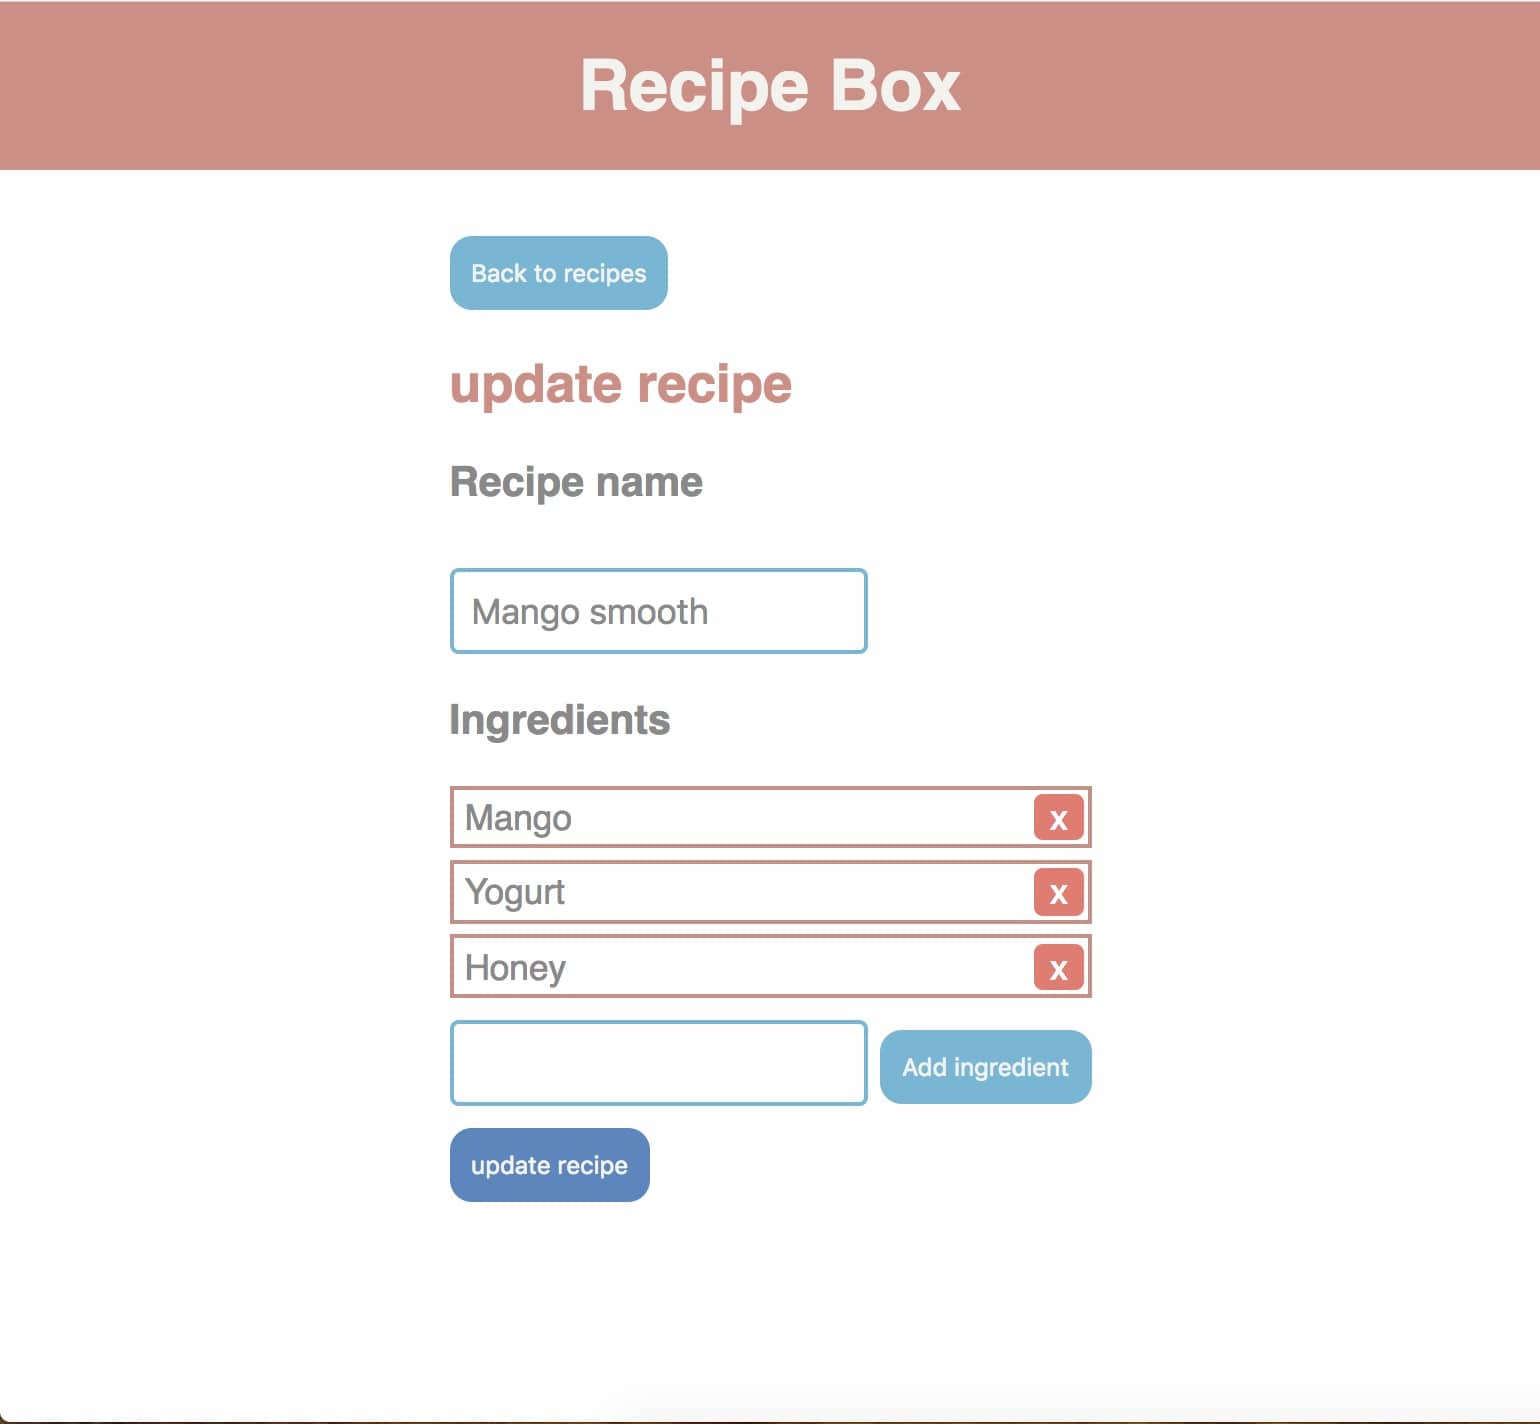 Recipe Box
Back to recipes
update recipe
Recipe name
Mango smooth
Ingredients
Mango x
Yogurt x
Honey x
Add ingredient
update recipe